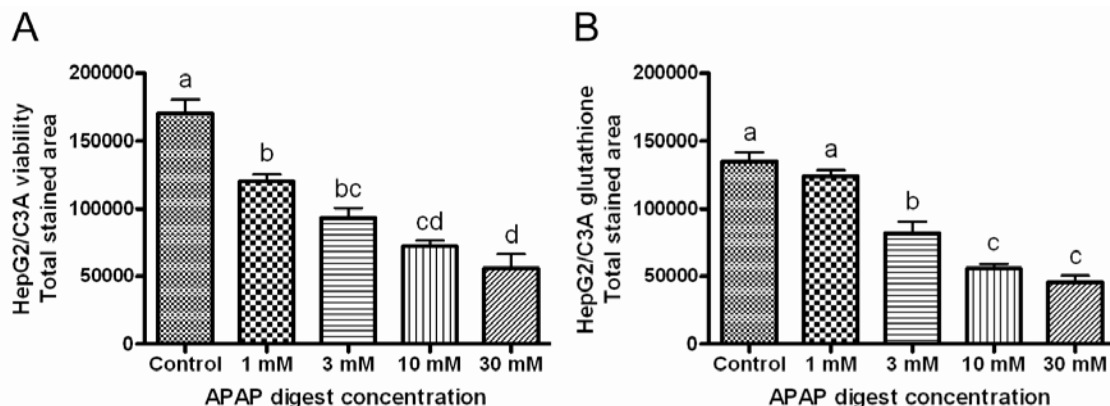 A
HepG2/C3A viability
Total stained area
200000
150000
100000
50000
0
a
b
bc
cd
d
Control 1 mM 3 mM 10 mM 30 mM
APAP digest concentration
B
HepG2/C3A glutathione
Total stained area
200000
150000
100000
50000
0
a
a
b
c
c
Control 1 mM 3 mM 10 mM 30 mM
APAP digest concentration